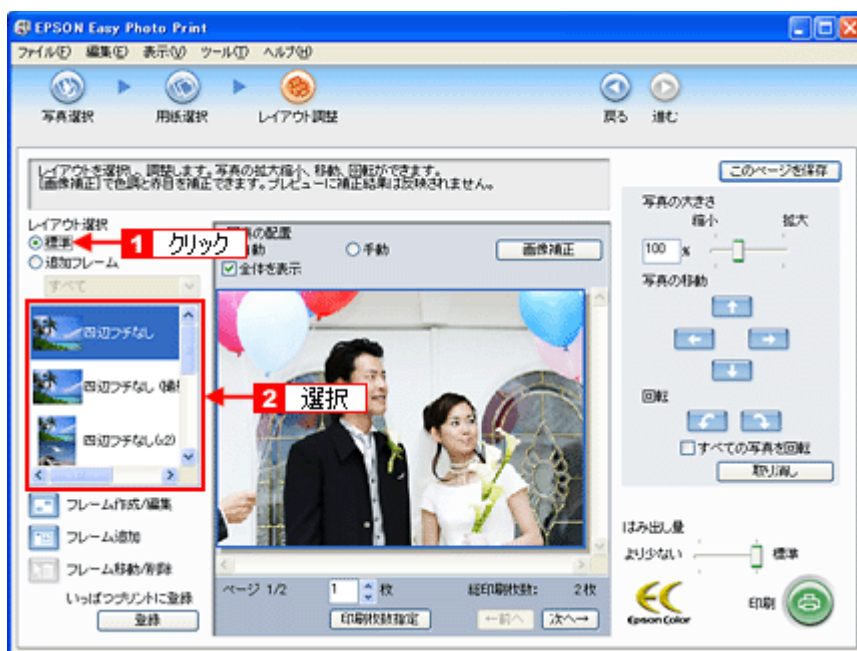 EPSON Easy Photo Print
ファイル(F) 編集(E) 表示(V) ツール(T) ヘルプ(H)
写真選択 用紙選択 レイアウト調整 戻る 進む
レイアウトを選択し、調整します。写真の拡大縮小、移動、回転ができます。
[画像補正]で色調と赤目を補正できます。プレビューに補正結果は反映されません。
このページを保存
レイアウト選択
標準
1 クリック
追加フレーム
すべて
四辺フチなし
四辺フチなし
四辺フチなし(x2)
2 選択
フレーム作成/編集
フレーム追加
フレーム移動/削除
いっぱつプリントに登録
登録
真の配置
動 手動
画像補正
全体を表示
ページ 1/2
1 枚
総印刷枚数: 2枚
印刷枚数指定
←前へ 次へ→
写真の大きさ
縮小 拡大
100 %
写真の移動
回転
すべての写真を回転
取り消し
はみ出し量
より少ない 標準
Epson Color
印刷